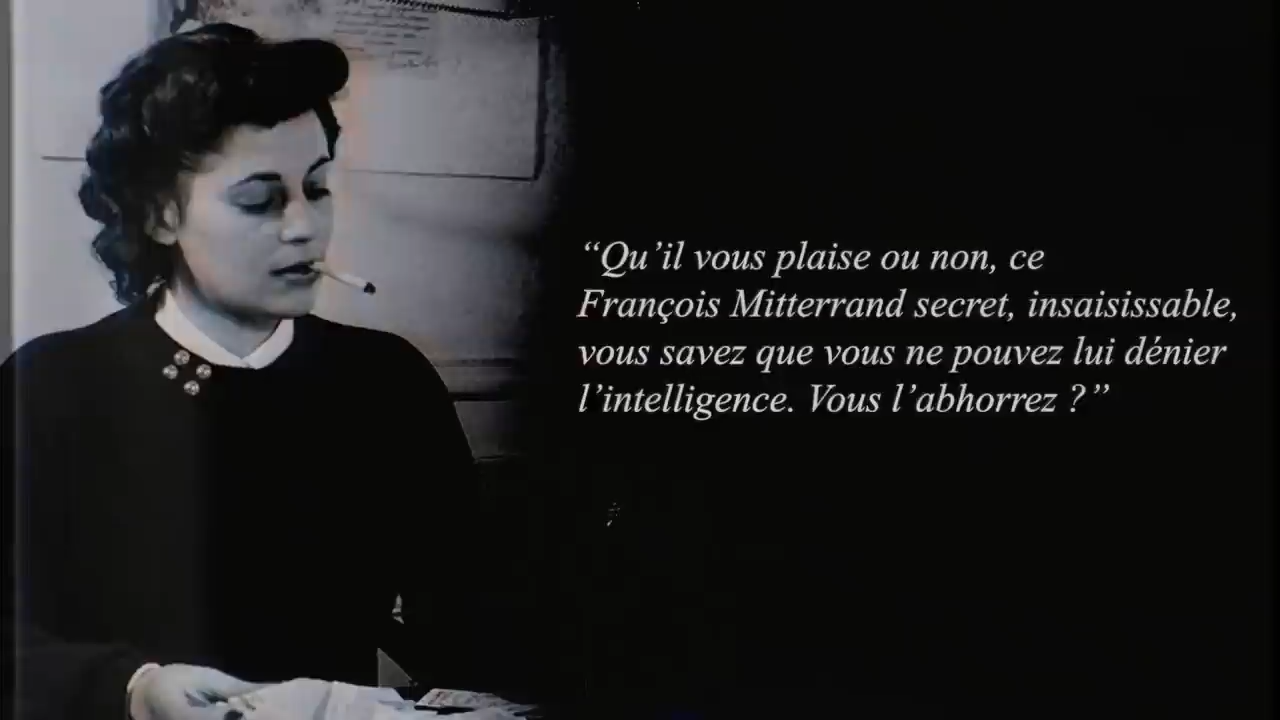 “Qu’il vous plaise ou non, ce
François Mitterrand secret, insaisissable,
vous savez que vous ne pouvez lui dénier
l’intelligence. Vous l’abhorrez ?”